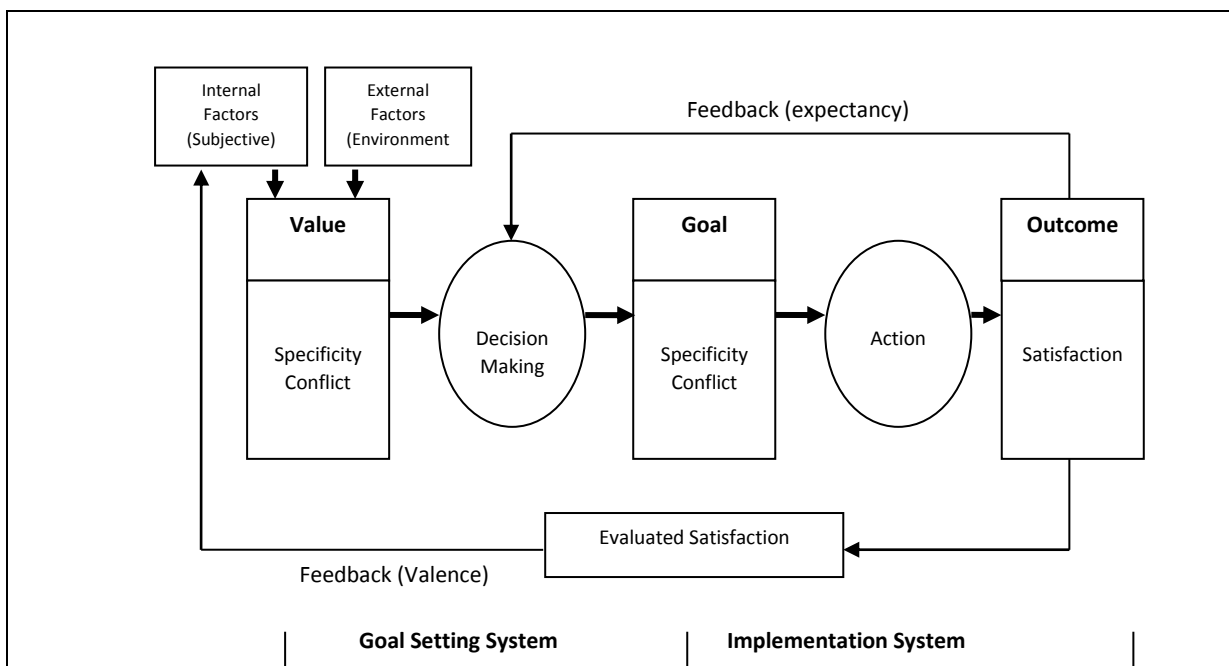 Internal
Factors
(Subjective)
External
Factors
(Environment
Feedback (expectancy)
Value
Specificity
Conflict
Decision
Making
Goal
Specificity
Conflict
Action
Outcome
Satisfaction
Evaluated Satisfaction
Feedback (Valence)
Goal Setting System
Implementation System